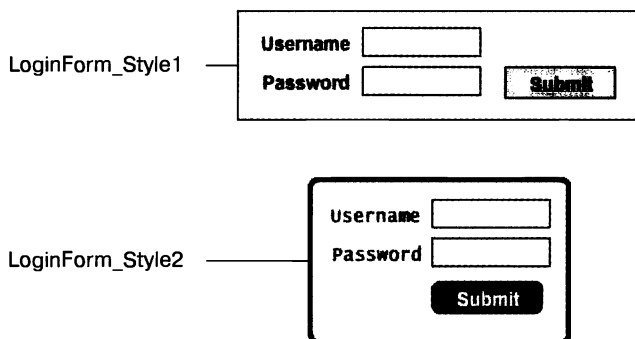 Username
LoginForm_Style1
Password Submit
Username
Password
LoginForm_Style2
Submit